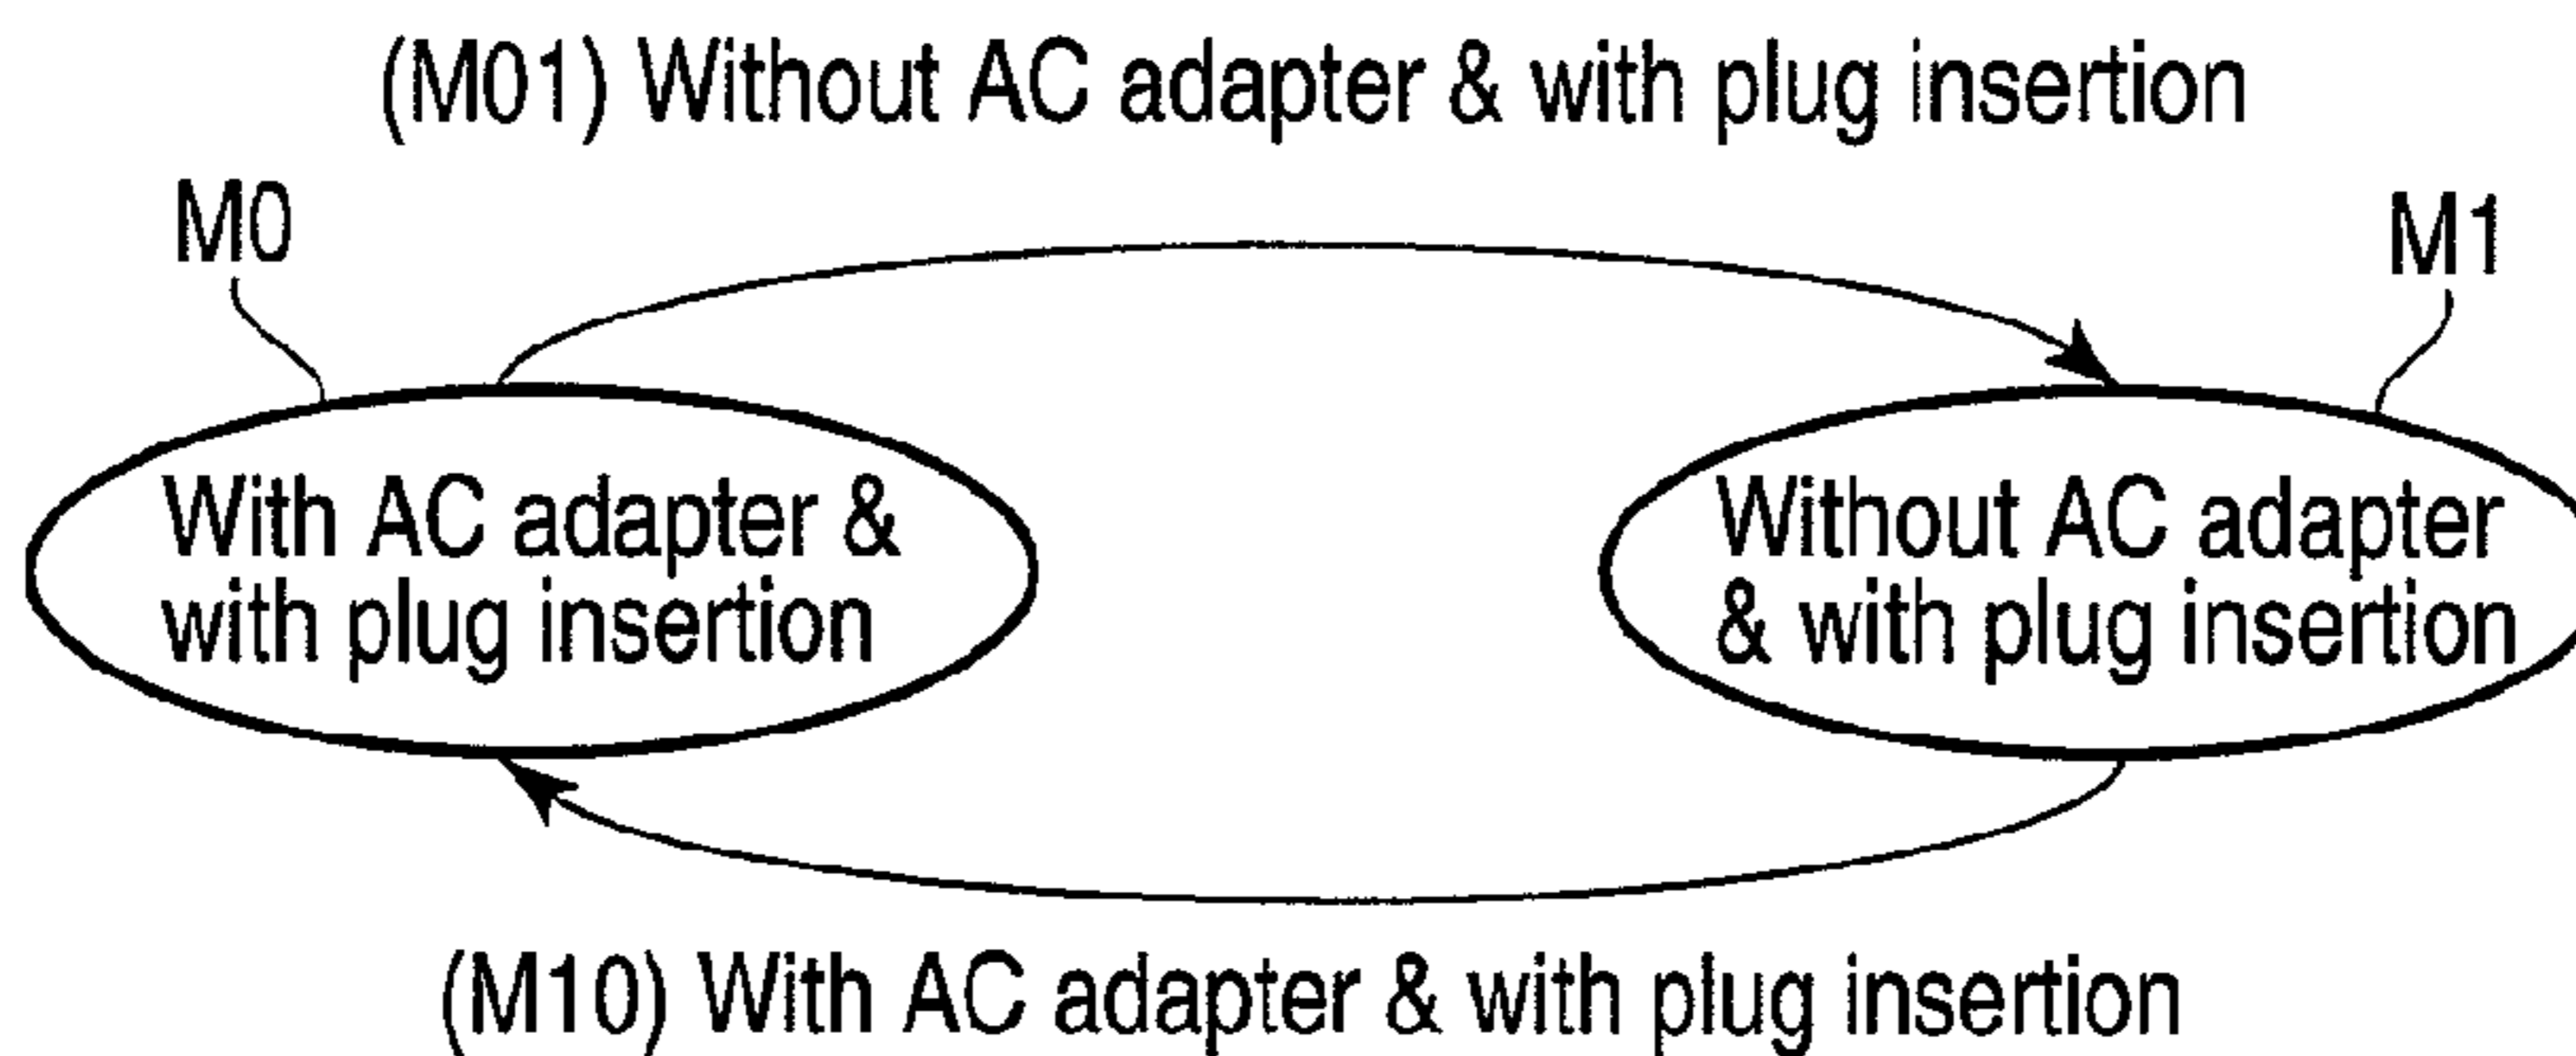 (M01) Without AC adapter & with plug insertion
M0
M1
With AC adapter &
with plug insertion
Without AC adapter
& with plug insertion
(M10) With AC adapter & with plug insertion